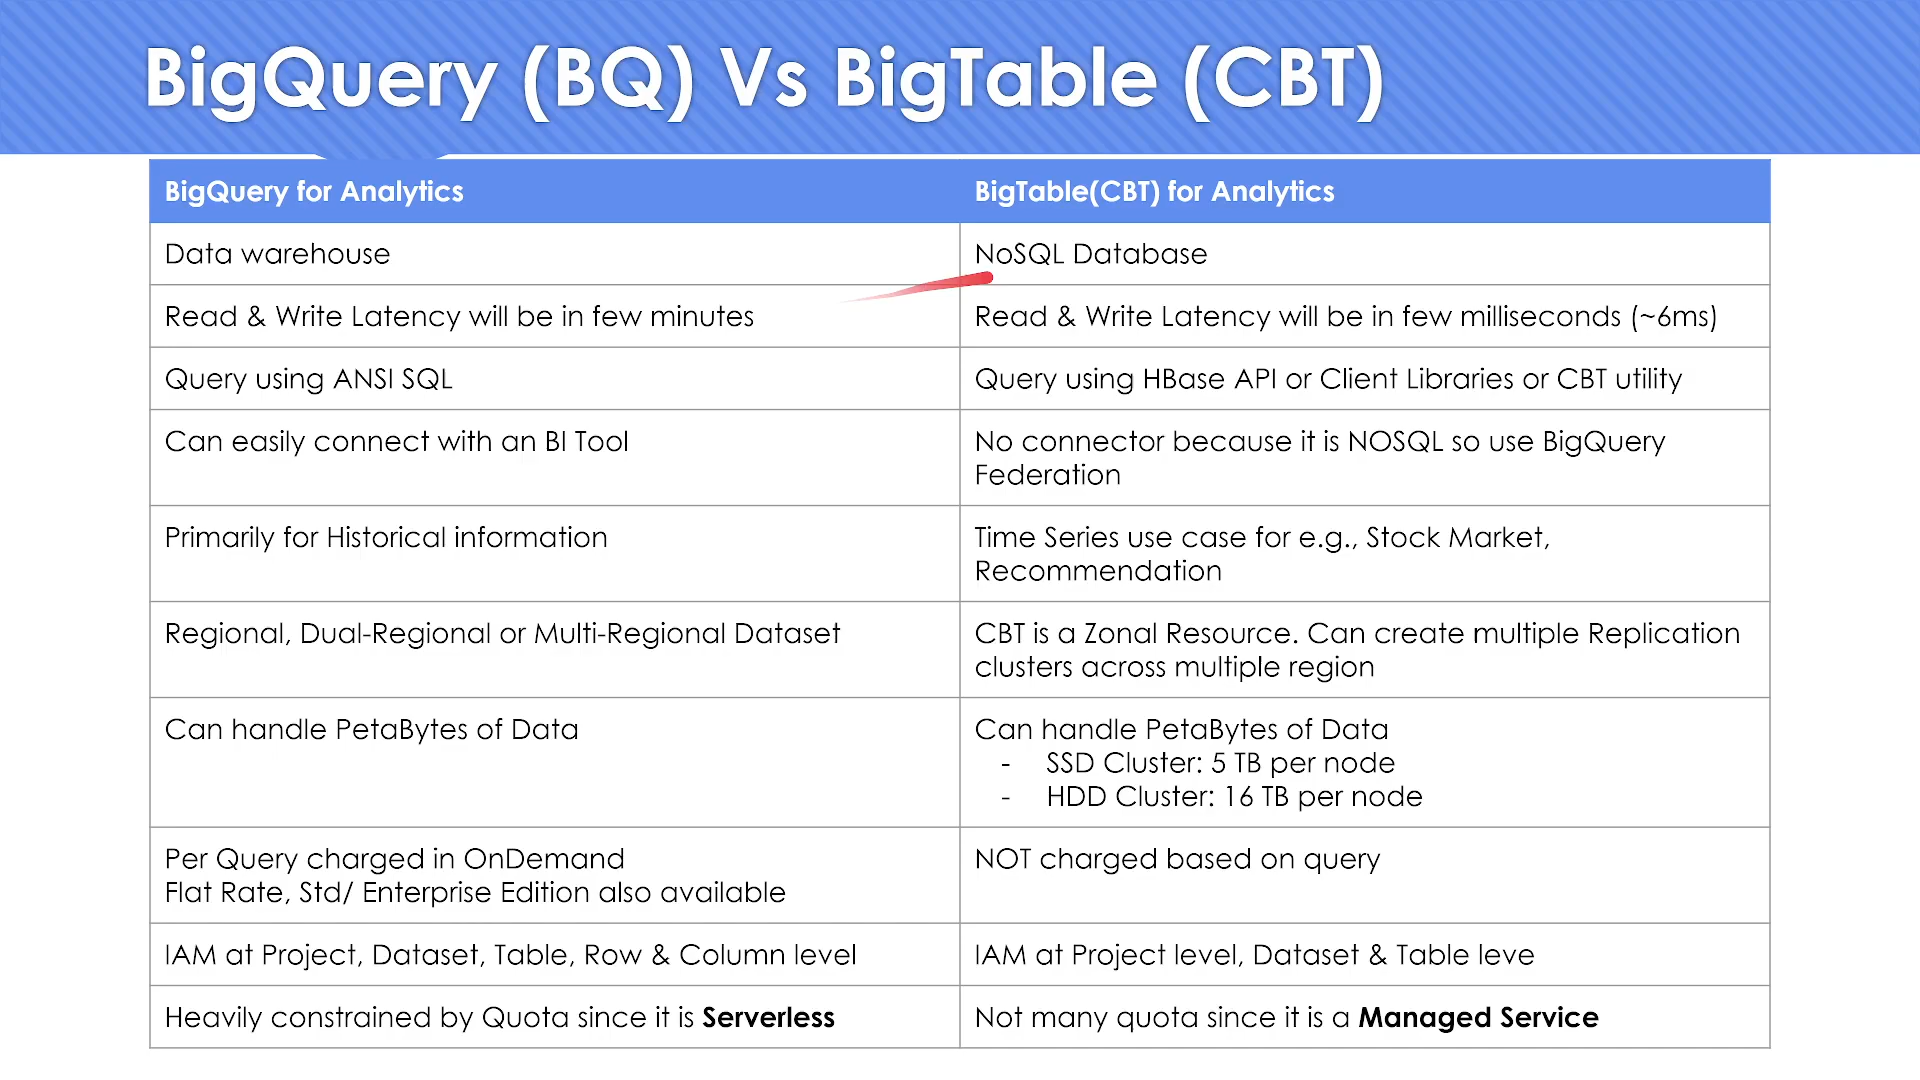 BigQuery (BQ) Vs BigTable (CBT)
BigQuery for Analytics
BigTable(CBT) for Analytics
Data warehouse
NoSQL Database
Read & Write Latency will be in few minutes
Read & Write Latency will be in few milliseconds (~6ms)
Query using ANSI SQL
Query using HBase API or Client Libraries or CBT utility
Can easily connect with an BI Tool
No connector because it is NOSQL so use BigQuery
Federation
Primarily for Historical information
Time Series use case for e.g., Stock Market,
Recommendation
Regional, Dual-Regional or Multi-Regional Dataset
CBT is a Zonal Resource. Can create multiple Replication
clusters across multiple region
Can handle PetaBytes of Data
Can handle PetaBytes of Data
- SSD Cluster: 5 TB per node
- HDD Cluster: 16 TB per node
Per Query charged in OnDemand
Flat Rate, Std/ Enterprise Edition also available
NOT charged based on query
IAM at Project, Dataset, Table, Row & Column level
IAM at Project level, Dataset & Table leve
Heavily constrained by Quota since it is Serverless
Not many quota since it is a Managed Service